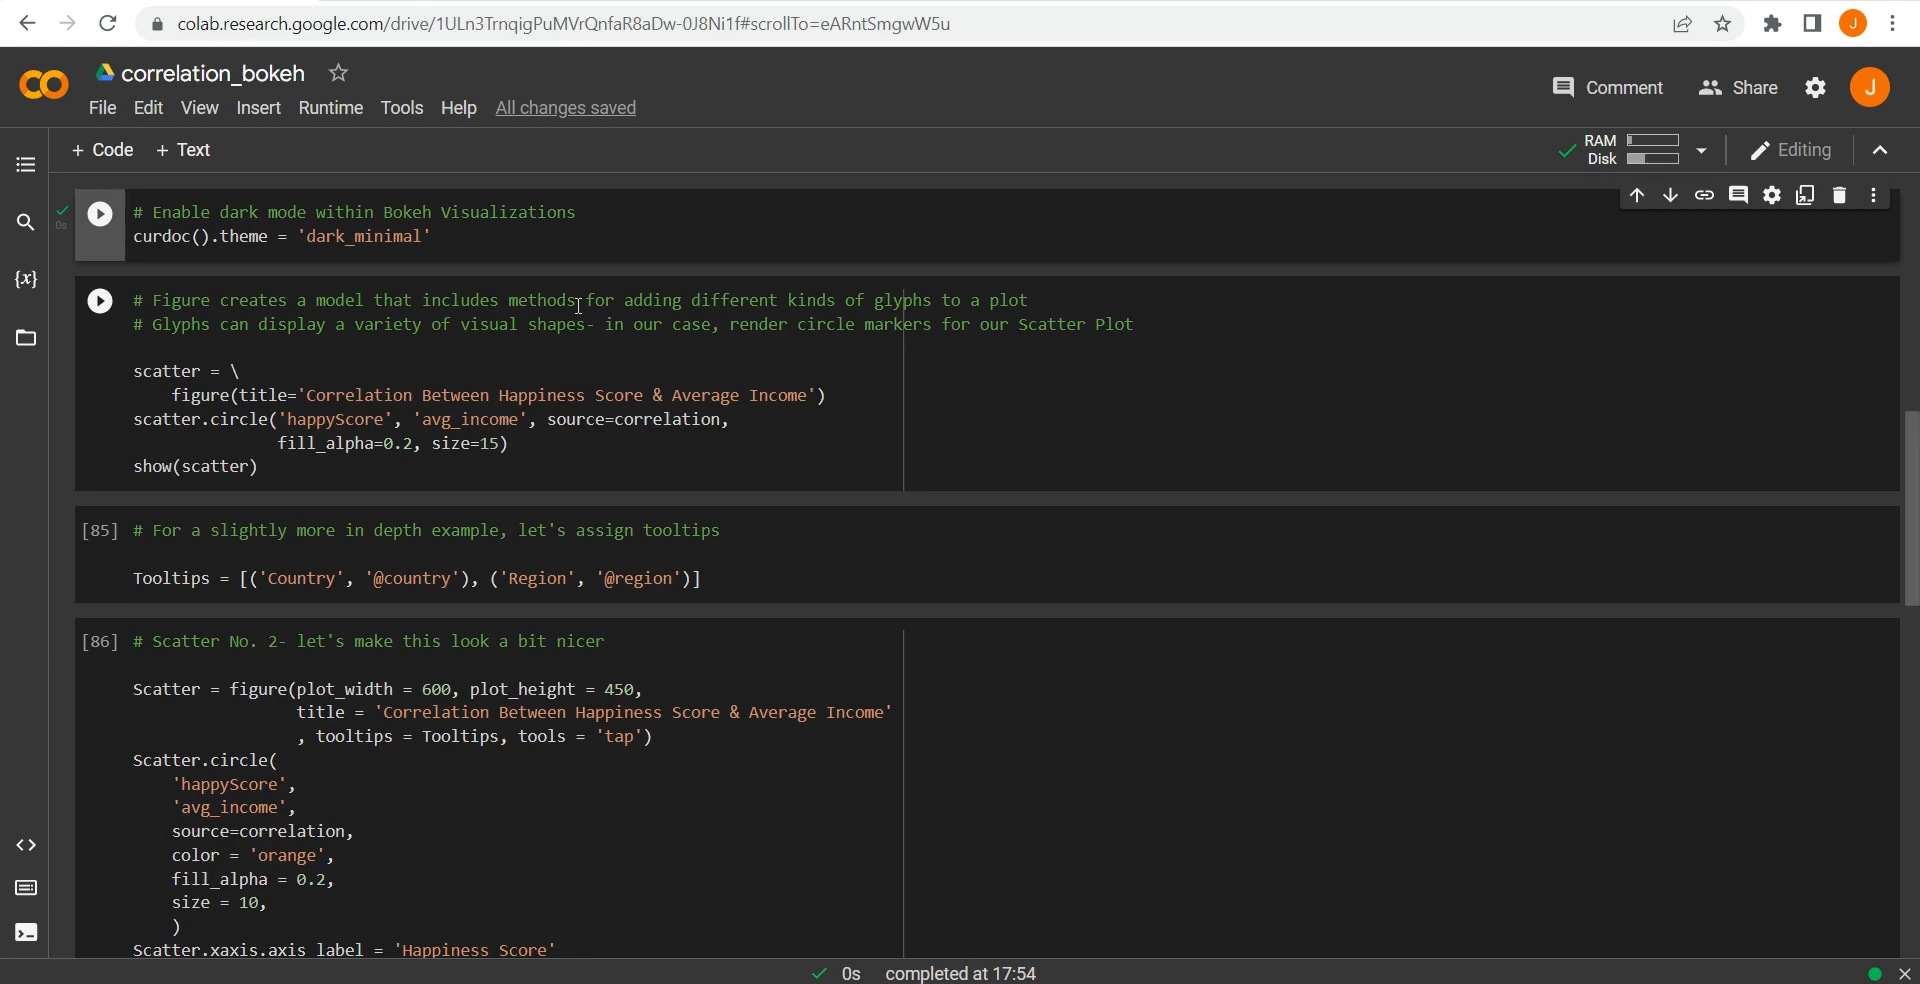 colab.research.google.com/drive/1ULn3TrnqigPuMVrQnfaR8aDw-0J8Ni1f#scrollTo=eARntSmgwW5u
J
correlation_bokeh
File Edit View Insert Runtime Tools Help All changes saved
Comment Share J
+ Code + Text
RAM
Disk
Editing
0s
# Enable dark mode within Bokeh Visualizations
curdoc().theme = 'dark_minimal'
{x}
# Figure creates a model that includes methods for adding different kinds of glyphs to a plot
# Glyphs can display a variety of visual shapes- in our case, render circle markers for our Scatter Plot
scatter = \
figure(title='Correlation Between Happiness Score & Average Income')
scatter.circle('happyScore', 'avg_income', source=correlation,
fill_alpha=0.2, size=15)
show(scatter)
[85] # For a slightly more in depth example, let's assign tooltips
Tooltips = [('Country', '@country'), ('Region', '@region')]
[86] # Scatter No. 2- let's make this look a bit nicer
Scatter = figure(plot_width = 600, plot_height = 450,
title = 'Correlation Between Happiness Score & Average Income'
, tooltips = Tooltips, tools = 'tap')
Scatter.circle(
'happyScore',
'avg_income',
source=correlation,
color = 'orange',
fill_alpha = 0.2,
size = 10,
)
Scatter.xaxis.axis_label = 'Happiness Score'
0s completed at 17:54